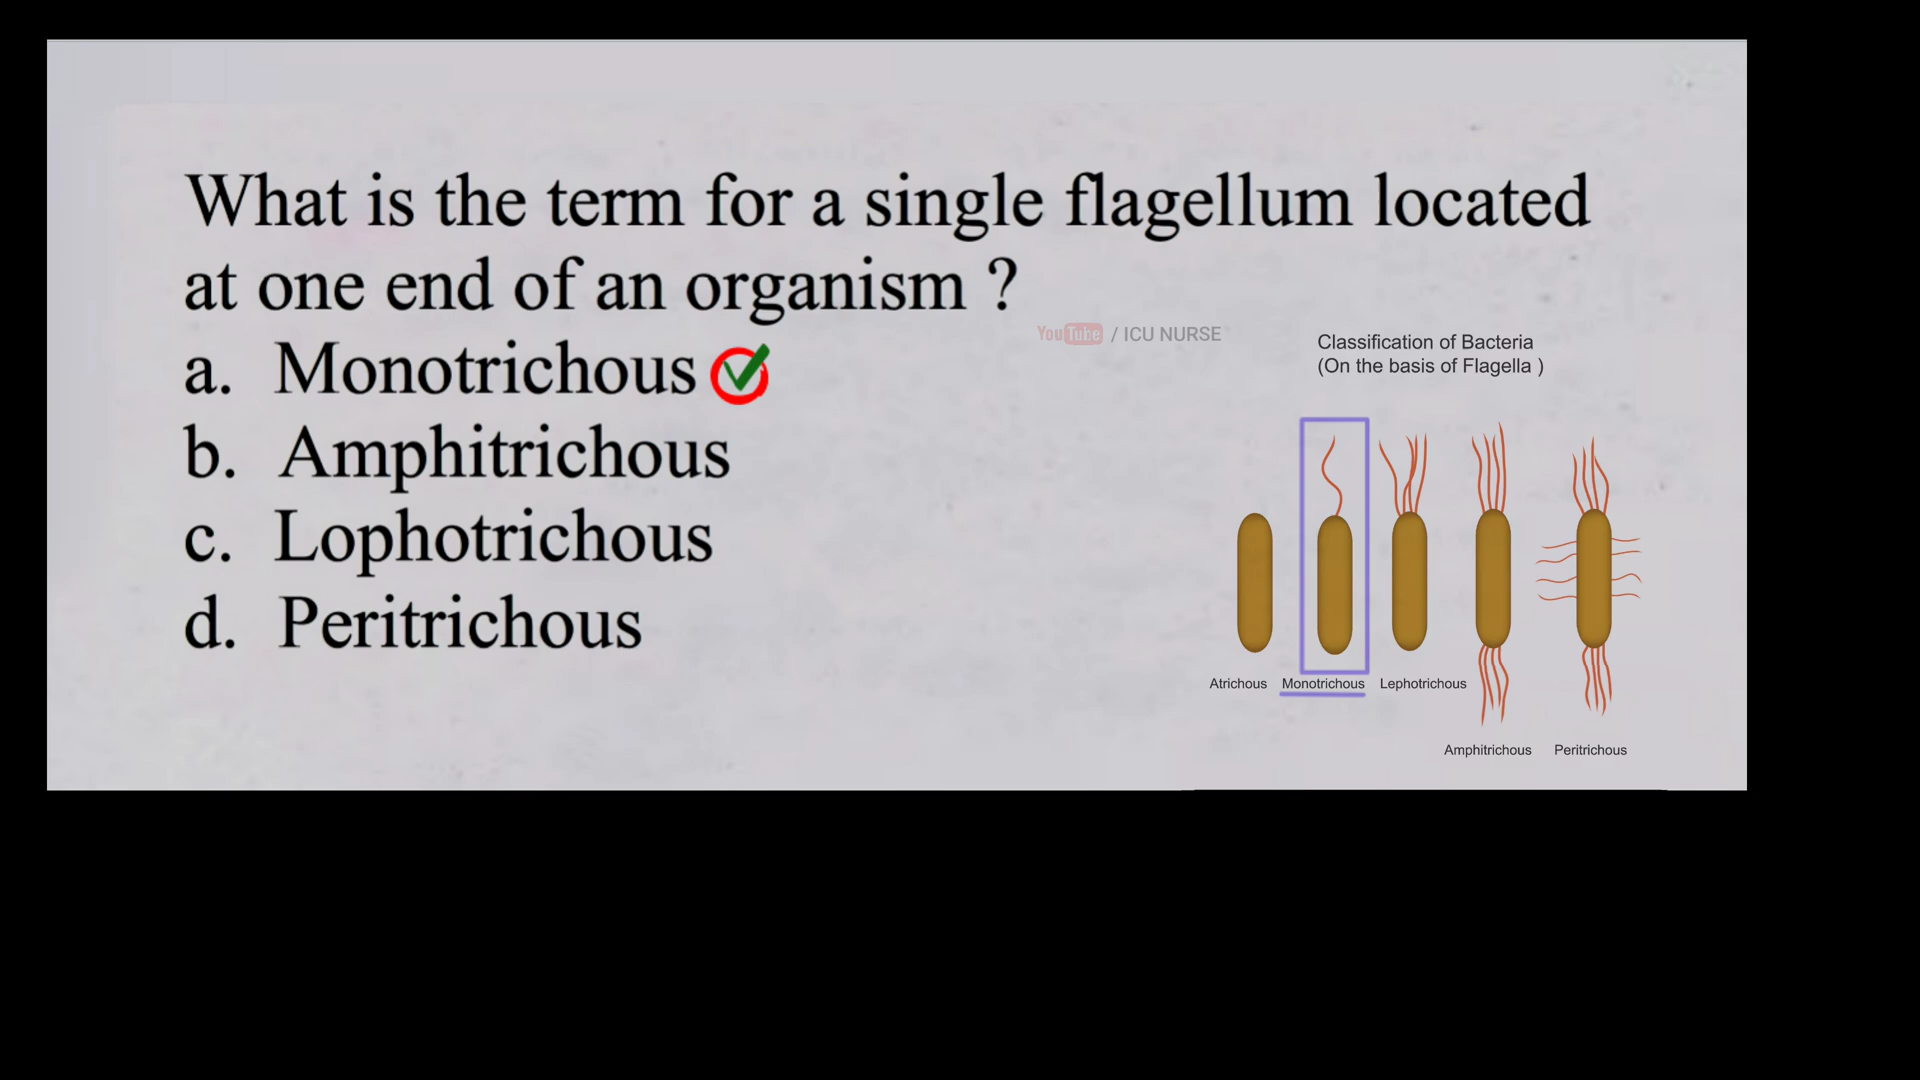 What is the term for a single flagellum located
at one end of an organism ?
a. Monotrichous
b. Amphitrichous
c. Lophotrichous
d. Peritrichous
YouTube / ICU NURSE
Classification of Bacteria
(On the basis of Flagella )
Atrichous Monotrichous Lephotrichous
Amphitrichous Peritrichous